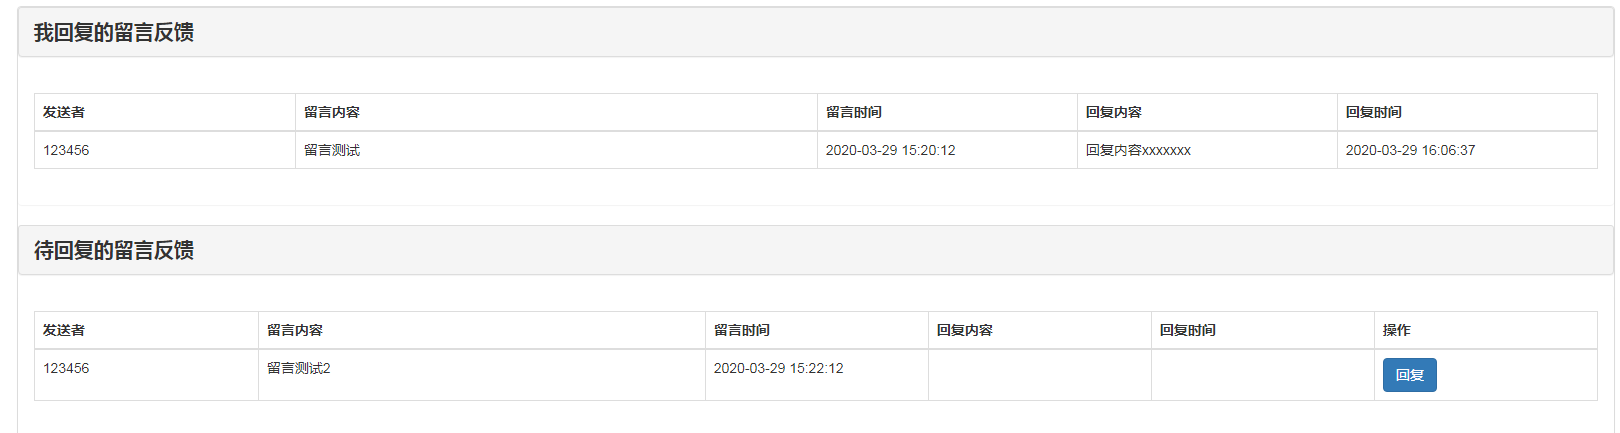 我回复的留言反馈
发送者 留言内容 留言时间 回复内容 回复时间
123456 留言测试 2020-03-29 15:20:12 回复内容xxxxxxx 2020-03-29 16:06:37
待回复的留言反馈
发送者 留言内容 留言时间 回复内容 回复时间 操作
123456 留言测试2 2020-03-29 15:22:12 回复